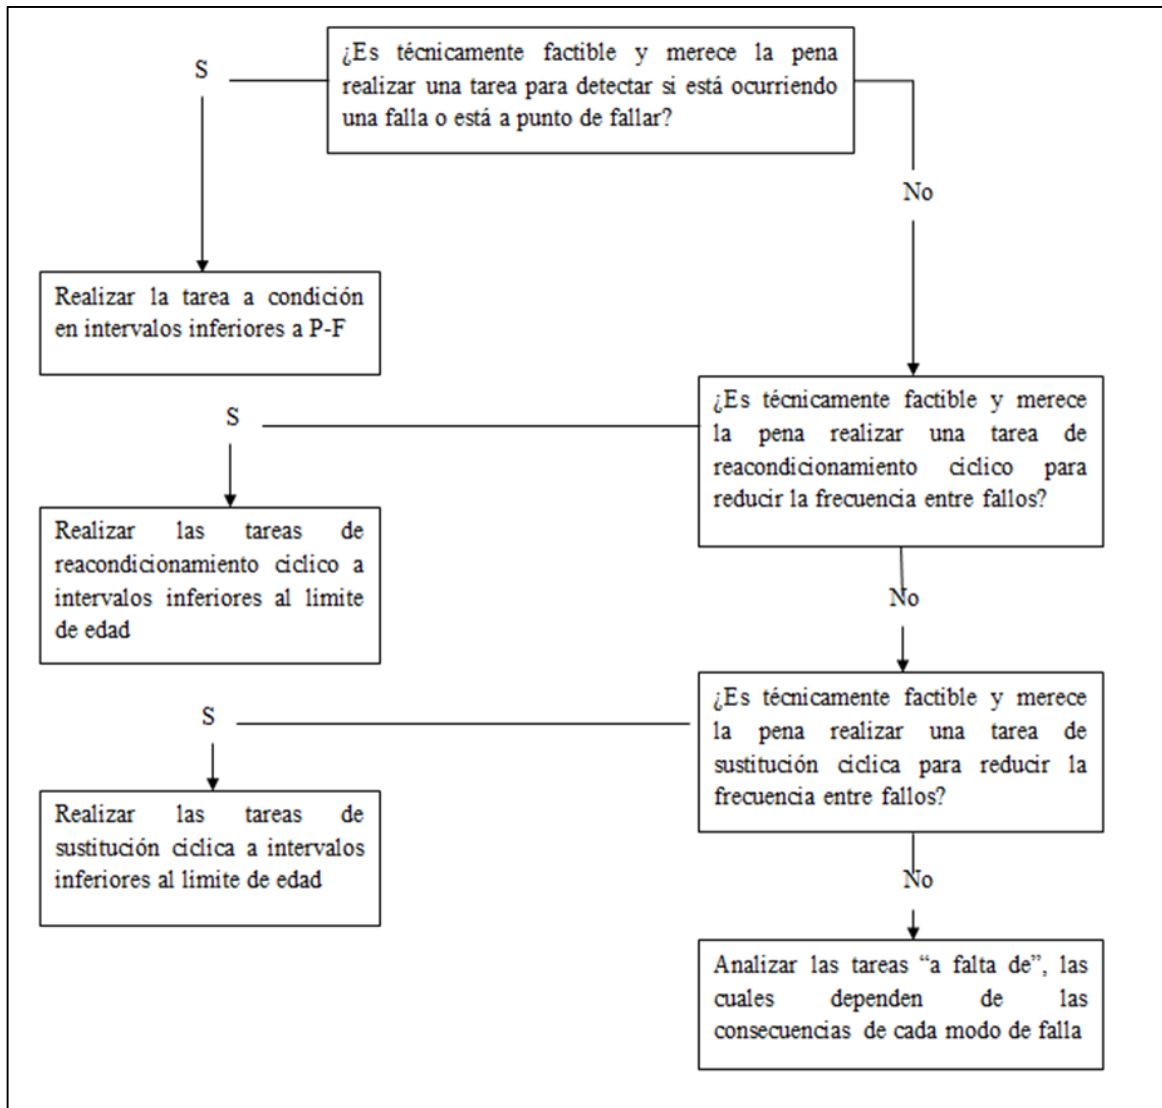 ¿Es técnicamente factible y merece la pena
realizar una tarea para detectar si está ocurriendo
una falla o está a punto de fallar?
S
No
Realizar la tarea a condición
en intervalos inferiores a P-F
¿Es técnicamente factible y merece
la pena realizar una tarea de
reacondicionamiento cíclico para
reducir la frecuencia entre fallos?
S
Realizar las tareas de
reacondicionamiento cíclico a
intervalos inferiores al límite
de edad
No
¿Es técnicamente factible y merece
la pena realizar una tarea de
sustitución cíclica para reducir la
frecuencia entre fallos?
S
Realizar las tareas de
sustitución cíclica a intervalos
inferiores al límite de edad
No
Analizar las tareas “a falta de”, las
cuales dependen de las
consecuencias de cada modo de falla